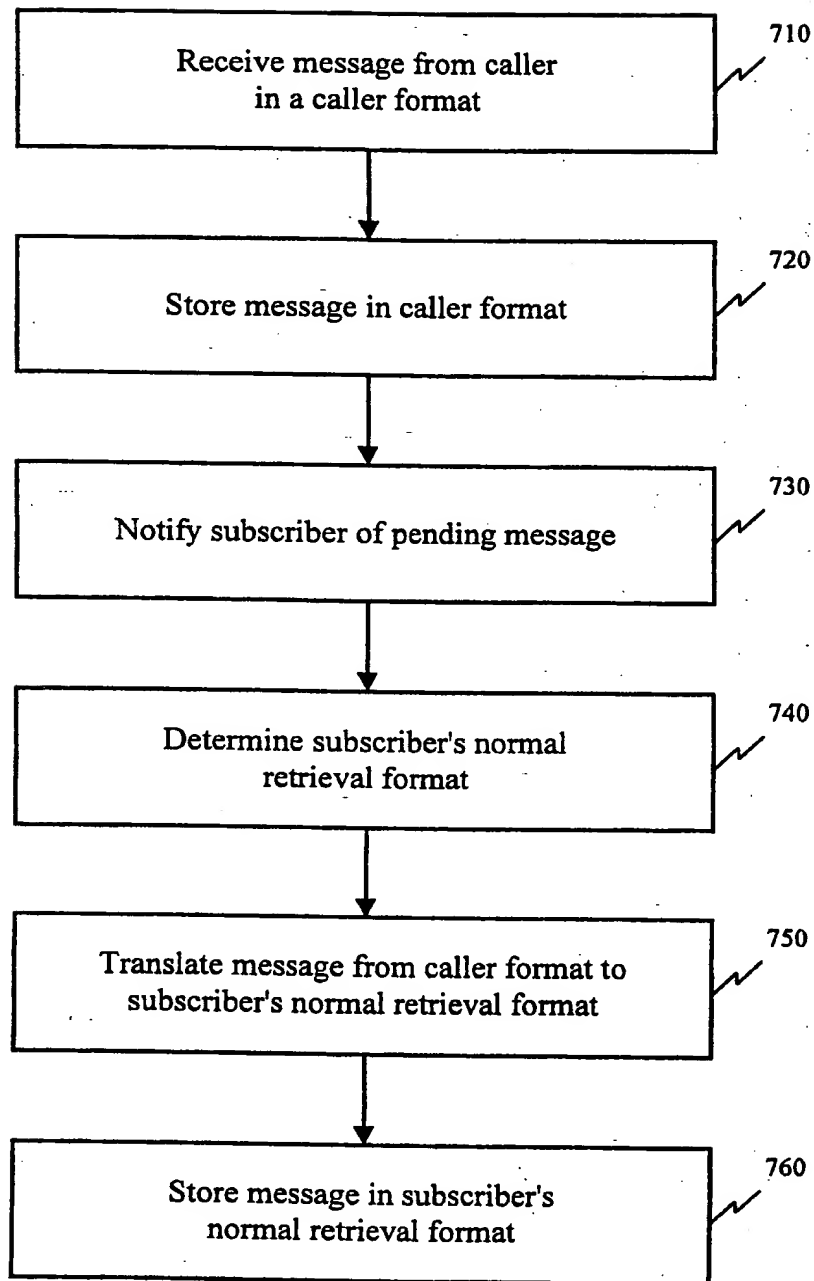 710
Receive message from caller
in a caller format
720
Store message in caller format
730
Notify subscriber of pending message
740
Determine subscriber's normal
retrieval format
750
Translate message from caller format to
subscriber's normal retrieval format
760
Store message in subscriber's
normal retrieval format